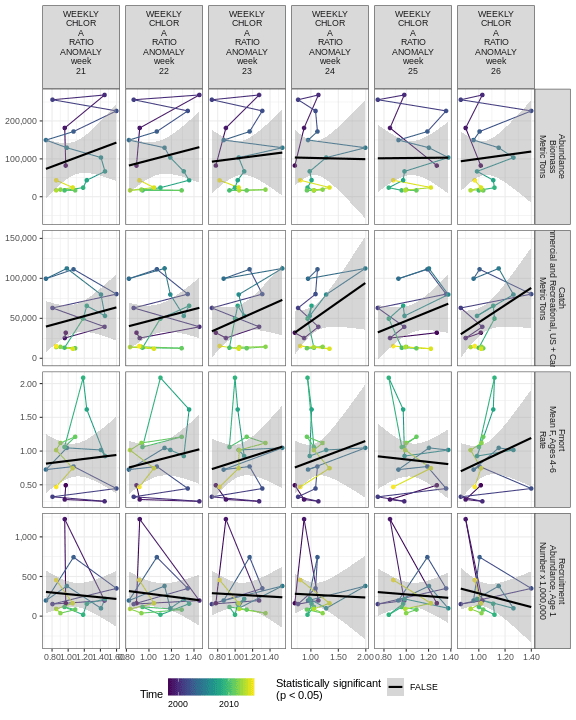 WEEKLY WEEKLY WEEKLY WEEKLY WEEKLY WEEKLY
CHLOR CHLOR CHLOR CHLOR CHLOR CHLOR
A A A A A A
RATIO RATIO RATIO RATIO RATIO RATIO
ANOMALY ANOMALY ANOMALY ANOMALY ANOMALY ANOMALY
week week week week week week
21 22 23 24 25 26
200,000
100,000
0
Abundance
Biomass
Metric Tons
150,000
100,000
50,000
0
Catch
and Recreational, US +
Metric Tons
2.00
1.50
1.00
0.50
Fmort
Mean F, Ages 4-6
Rate
1,000
500
0
Recruitment
Abundance, Age 1
Number x 1,000,000
0.80 1.00 1.20 1.40 1.00 1.20 1.40 0.80 1.00 1.20 1.40 1.00 1.50 2.00 0.80 1.00 1.20 1.40 1.00 1.20 1.40
Time
2000 2010
Statistically significant
(p < 0.05)
FALSE